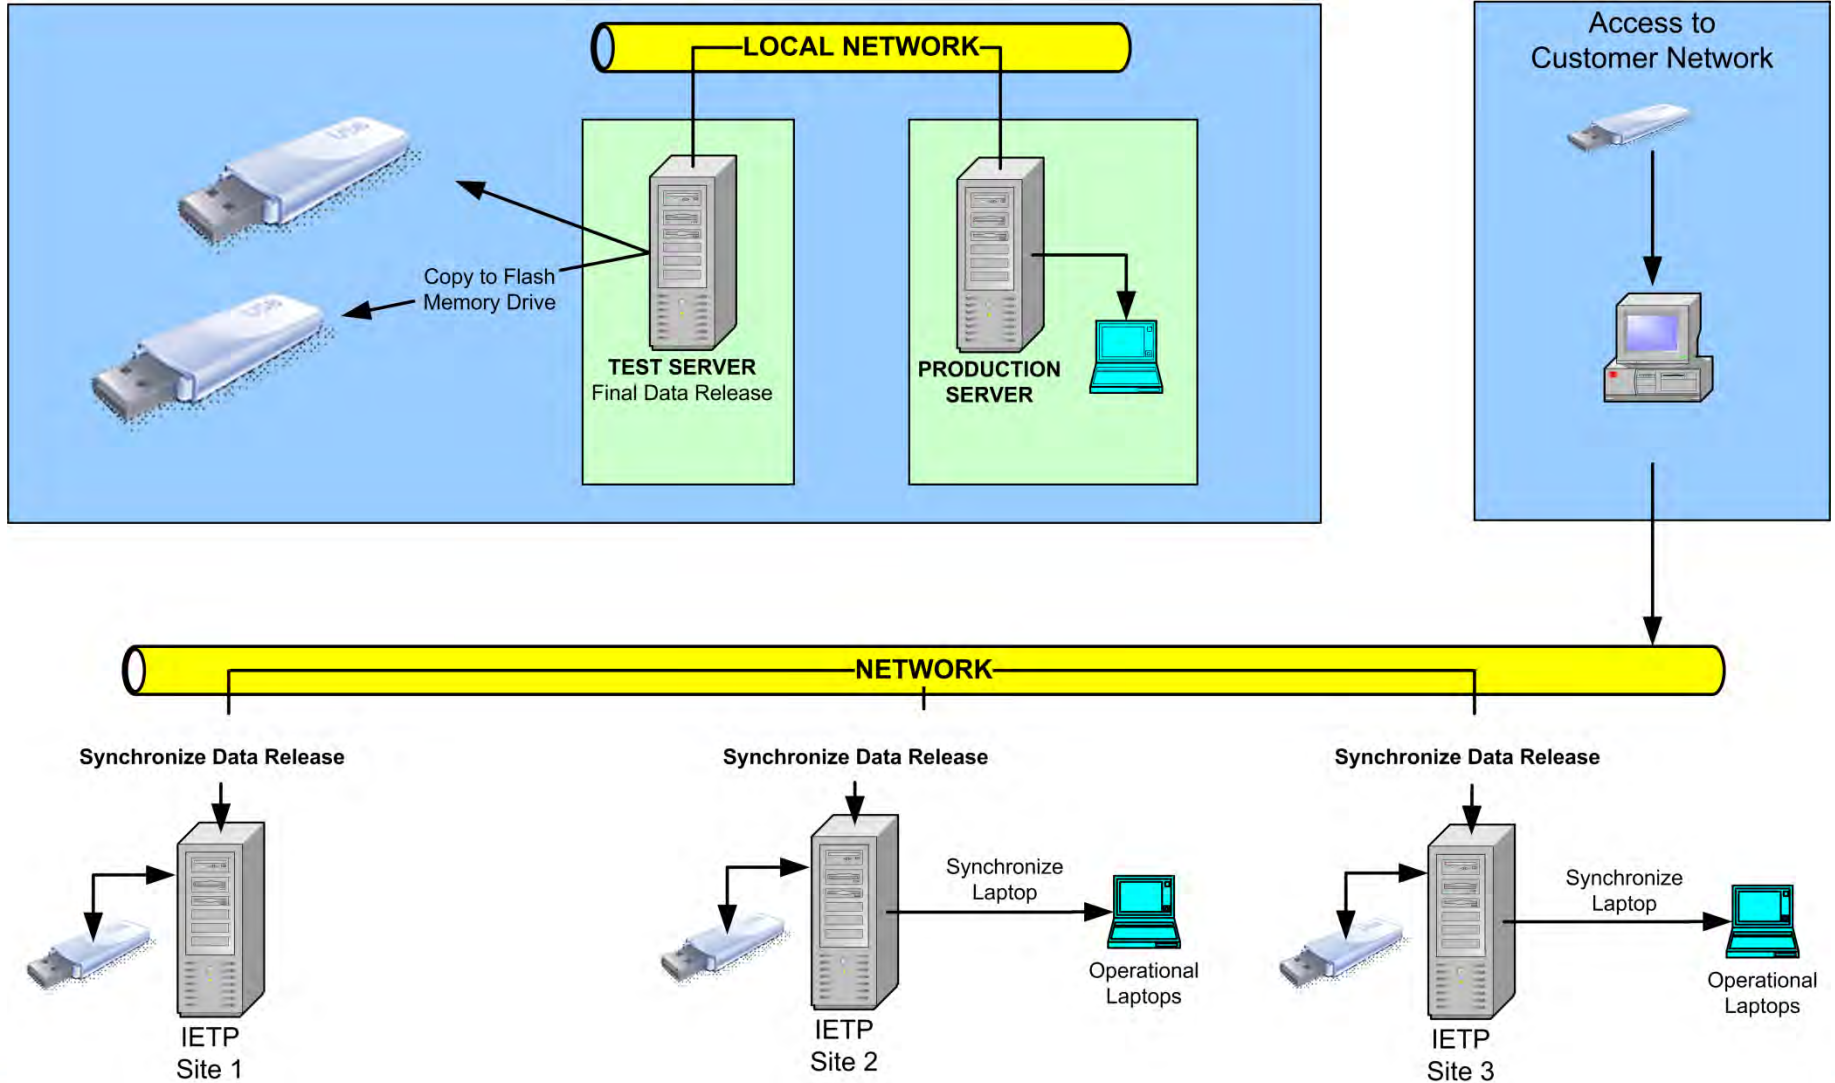 LOCAL NETWORK
Access to
Customer Network
USB
Copy to Flash
Memory Drive
USB
TEST SERVER
Final Data Release
PRODUCTION
SERVER
NETWORK
Synchronize Data Release
Synchronize Data Release
Synchronize Data Release
Synchronize
Laptop
Synchronize
Laptop
Operational
Laptops
Operational
Laptops
IETP
Site 1
IETP
Site 2
IETP
Site 3